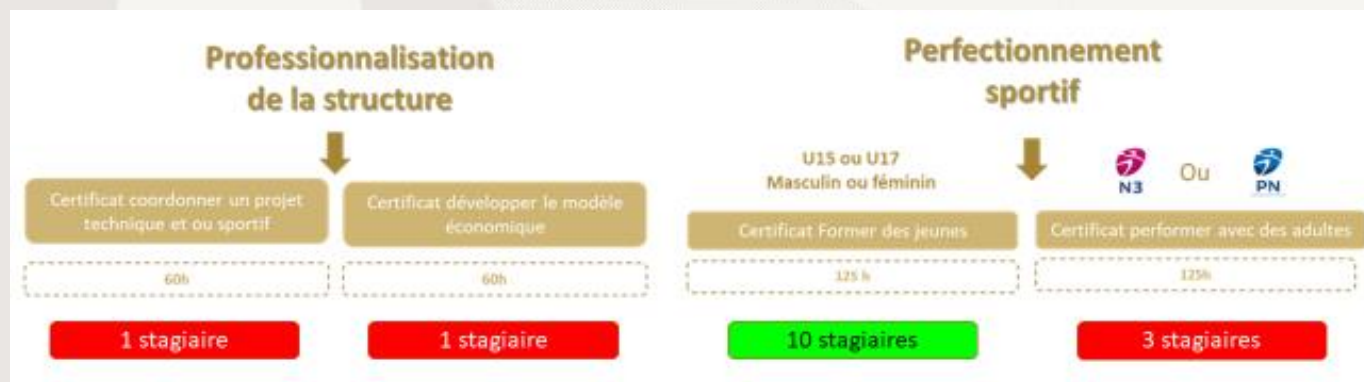 Professionnalisation
de la structure
Certificat coordonner un projet
technique et ou sportif
60h
1 stagiaire
Certificat développer le modèle
économique
60h
1 stagiaire
Perfectionnement
sportif
U15 ou U17
Masculin ou féminin
N3
Ou
PN
Certificat Former des jeunes
125 h
10 stagiaires
Certificat performer avec des adultes
125h
3 stagiaires